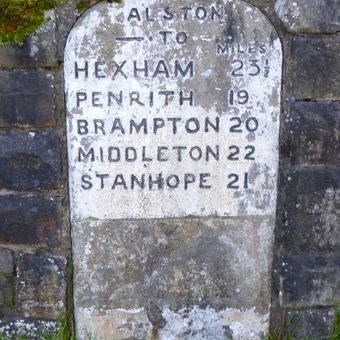 ALSTON
— TO —
MILES
HEXHAM 23½
PENRITH 19
BRAMPTON 20
MIDDLETON 22
STANHOPE 21